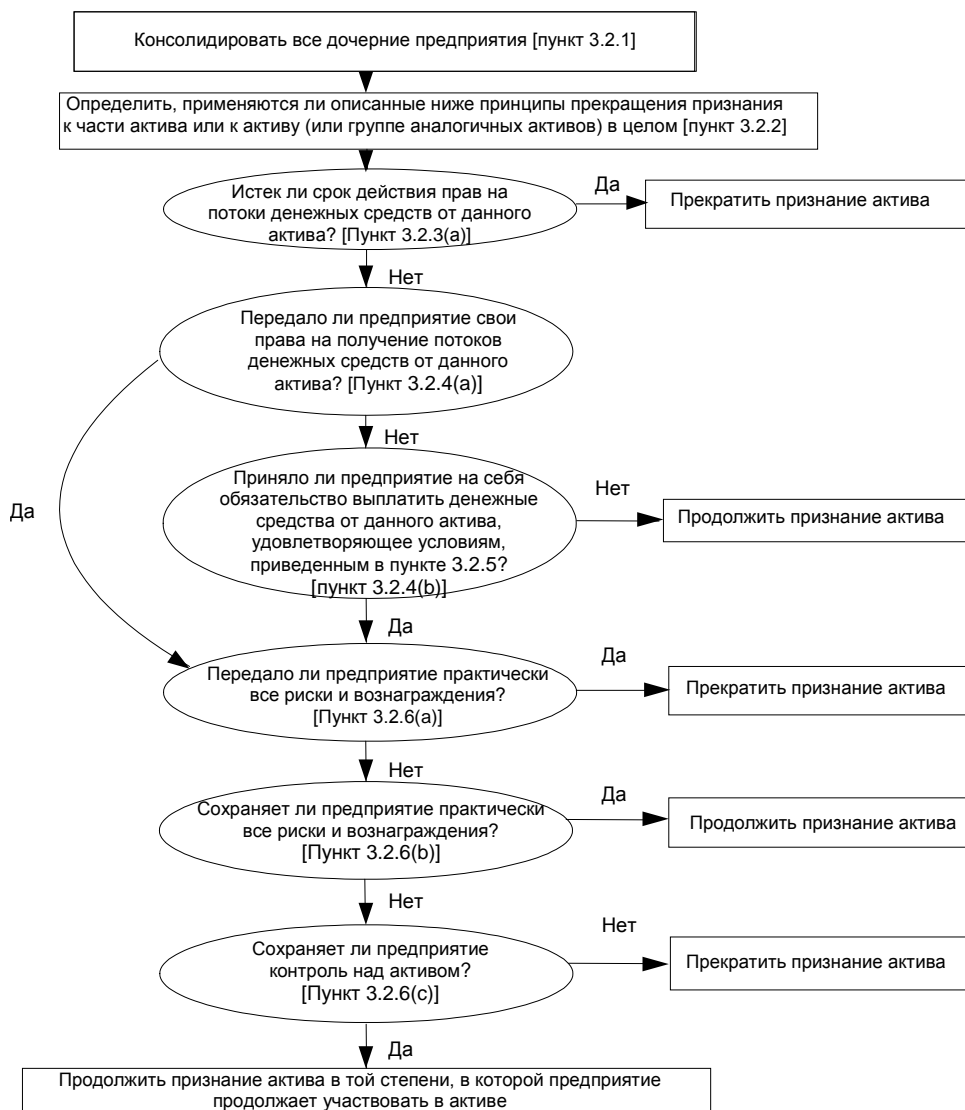 Консолидировать все дочерние предприятия [пункт 3.2.1]
Определить, применяются ли описанные ниже принципы прекращения признания
к части актива или к активу (или группе аналогичных активов) в целом [пункт 3.2.2]
Истек ли срок действия прав на
потоки денежных средств от данного
актива? [Пункт 3.2.3(a)]
Да
Прекратить признание актива
Нет
Передало ли предприятие свои
права на получение потоков
денежных средств от данного
актива? [Пункт 3.2.4(a)]
Нет
Да
Приняло ли предприятие на себя
обязательство выплатить денежные
средства от данного актива,
удовлетворяющее условиям,
приведенным в пункте 3.2.5?
[пункт 3.2.4(b)]
Нет
Продолжить признание актива
Да
Передало ли предприятие практически
все риски и вознаграждения?
[Пункт 3.2.6(a)]
Да
Прекратить признание актива
Нет
Сохраняет ли предприятие практически
все риски и вознаграждения?
[Пункт 3.2.6(b)]
Да
Продолжить признание актива
Нет
Сохраняет ли предприятие
контроль над активом?
[Пункт 3.2.6(c)]
Нет
Прекратить признание актива
Да
Продолжить признание актива в той степени, в которой предприятие
продолжает участвовать в активе